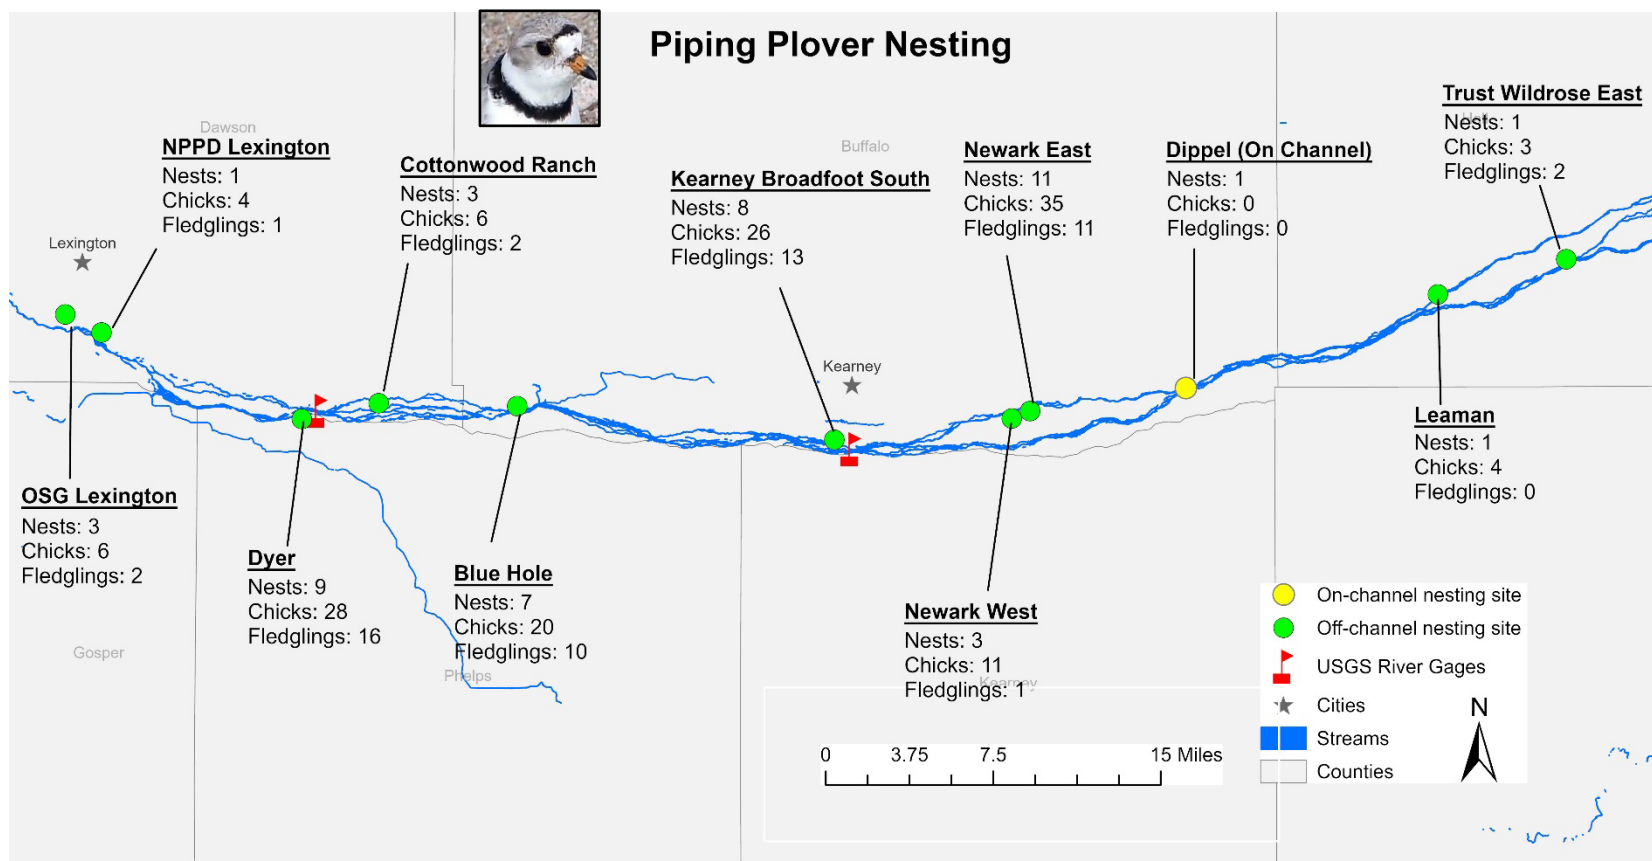 Piping Plover Nesting
Dawson
NPPD Lexington
Nests: 1
Chicks: 4
Fledglings: 1
Lexington
Cottonwood Ranch
Nests: 3
Chicks: 6
Fledglings: 2
Buffalo
Kearney Broadfoot South
Nests: 8
Chicks: 26
Fledglings: 13
Kearney
Newark East
Nests: 11
Chicks: 35
Fledglings: 11
Dippel (On Channel)
Nests: 1
Chicks: 0
Fledglings: 0
Trust Wildrose East
Hall
Nests: 1
Chicks: 3
Fledglings: 2
OSG Lexington
Nests: 3
Chicks: 6
Fledglings: 2
Gosper
Dyer
Nests: 9
Chicks: 28
Fledglings: 16
Blue Hole
Nests: 7
Chicks: 20
Fledglings: 10
Phelps
Newark West
Nests: 3
Chicks: 11
Fledglings: 1
Kearney
Leaman
Nests: 1
Chicks: 4
Fledglings: 0
0 3.75 7.5 15 Miles
On-channel nesting site
Off-channel nesting site
USGS River Gages
Cities
Streams
Counties
N